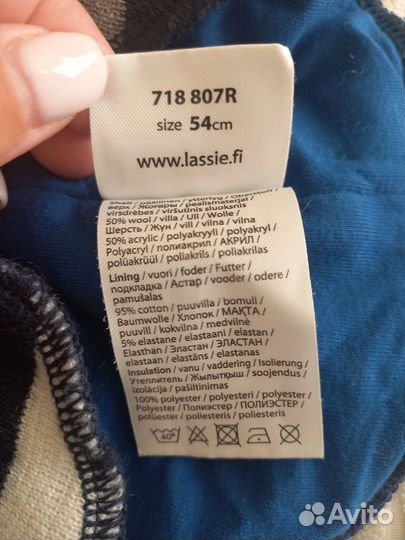 718 807R
size 54cm
www.lassie.fi
верх / Жоғары / pealismaterjal /
virsdrēbes / viršutinis sluoksnis
50% wool / villa / Ull / Wolle /
Шерсть / Жүн / vill / vilna / vilna
50% acrylic / polyakryyli / polyakryl /
Polyacryl / полиакрил / АКРИЛ /
polüakrüül / poliakrils / poliakrilas
Lining / vuori / foder / Futter /
подкладка / Астар / vooder / odere /
pamušalas
95% cotton / puuvilla / bomull /
Baumwolle / Хлопок / МАҚТА /
puuvill / kokvilna / medvilnė
5% elastane / elastaani / elastan /
Elasthan / Эластан / ЭЛАСТАН /
elastaan / elastāns / elastanas
Insulation / vanu / vaddering / Isolierung /
Утеплитель / Жылытқыш / soojendus /
izolācija / pašiltinimas
100% polyester / polyesteri / polyester /
Polyester / Полиэстер / ПОЛИЭСТЕР /
polüester / poliesteris / poliesteris
40°
Avito